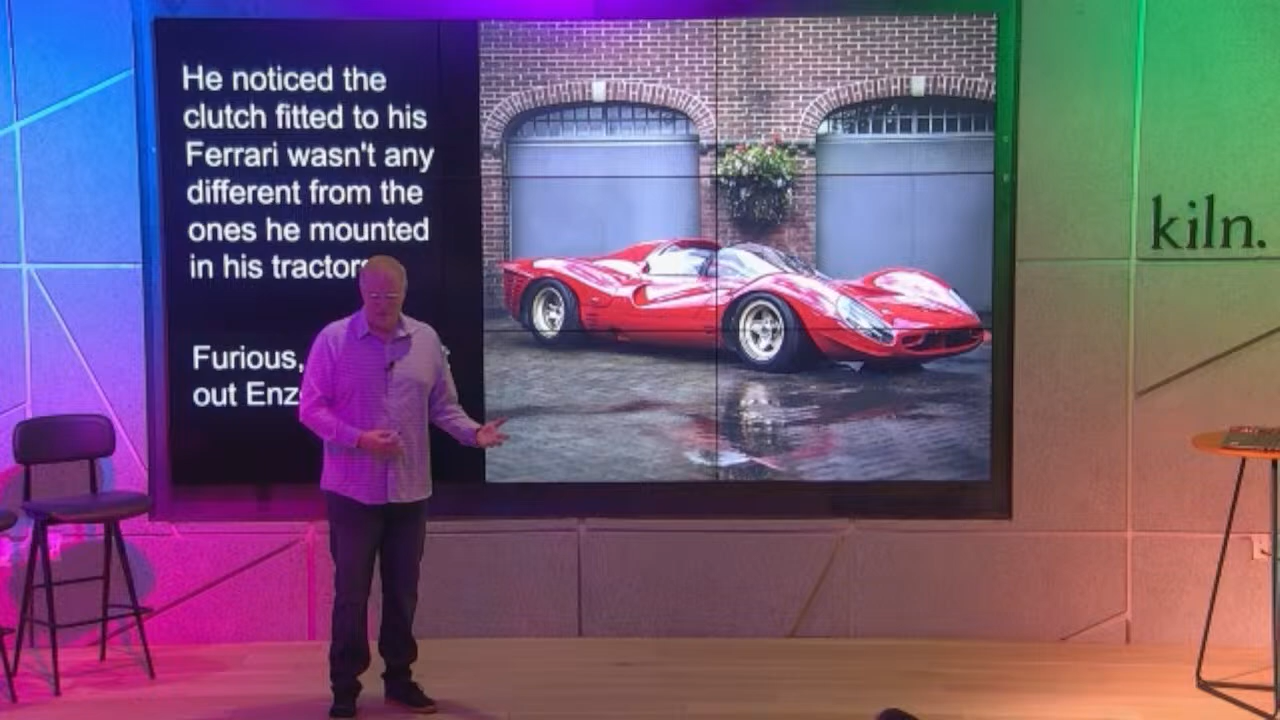 He noticed the
clutch fitted to his
Ferrari wasn't any
different from the
ones he mounted
in his tractors
Furious,
out Enz
kiln.